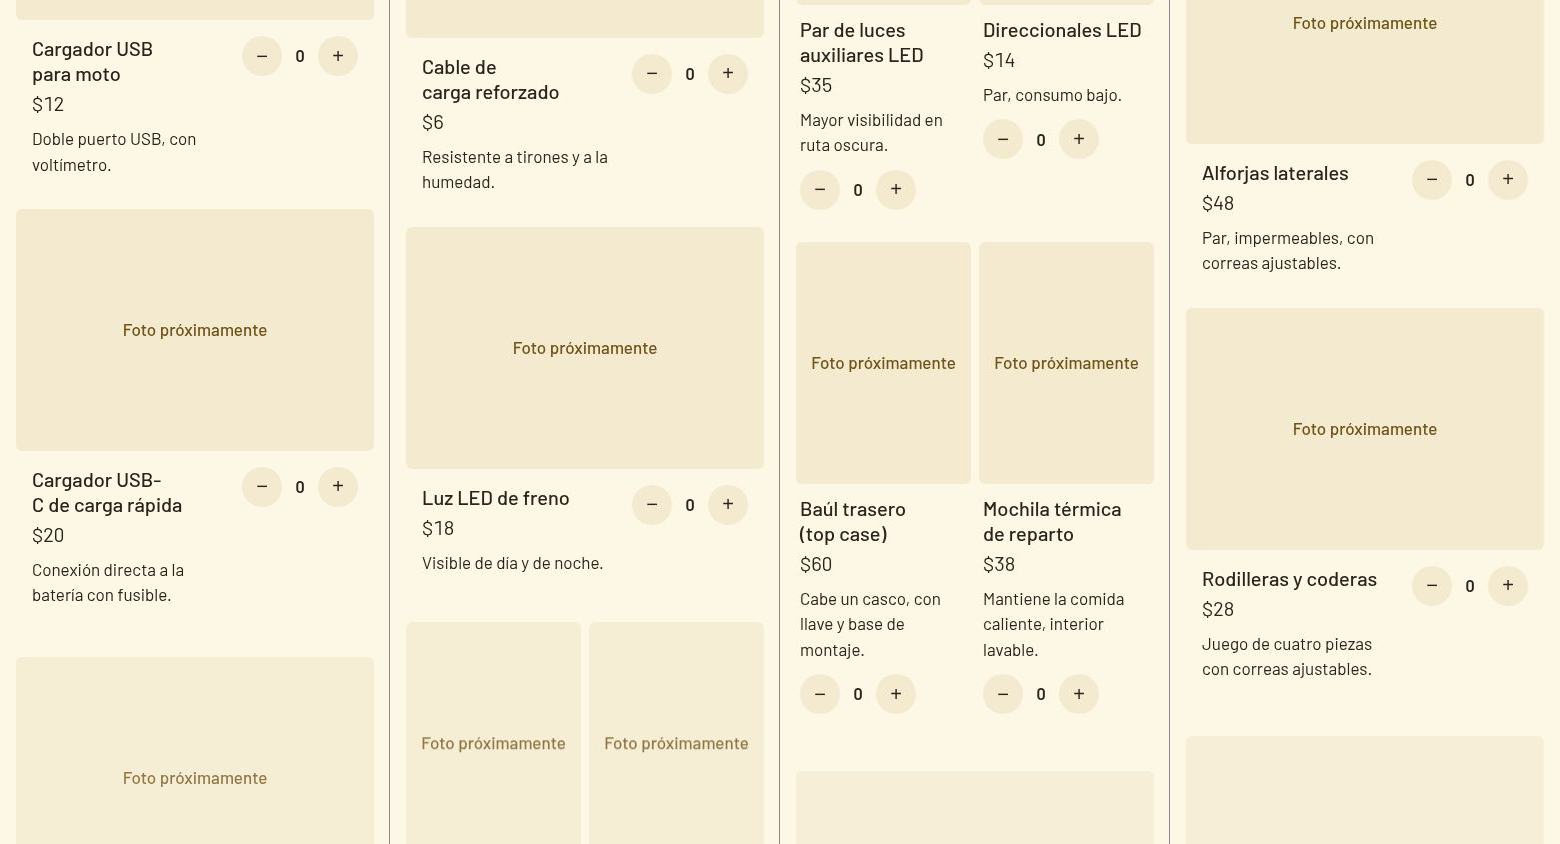 Cargador USB
para moto
− 0 +
$12
Doble puerto USB, con
voltímetro.
Foto próximamente
Cargador USB-
C de carga rápida
− 0 +
$20
Conexión directa a la
batería con fusible.
Foto próximamente
Cable de
carga reforzado
− 0 +
$6
Resistente a tirones y a la
humedad.
Foto próximamente
Luz LED de freno
− 0 +
$18
Visible de día y de noche.
Foto próximamente
Foto próximamente
Par de luces
auxiliares LED
$35
Mayor visibilidad en
ruta oscura.
− 0 +
Direccionales LED
$14
Par, consumo bajo.
− 0 +
Foto próximamente
Foto próximamente
Baúl trasero
(top case)
$60
Cabe un casco, con
llave y base de
montaje.
− 0 +
Mochila térmica
de reparto
$38
Mantiene la comida
caliente, interior
lavable.
− 0 +
Foto próximamente
Alforjas laterales
− 0 +
$48
Par, impermeables, con
correas ajustables.
Foto próximamente
Rodilleras y coderas
− 0 +
$28
Juego de cuatro piezas
con correas ajustables.